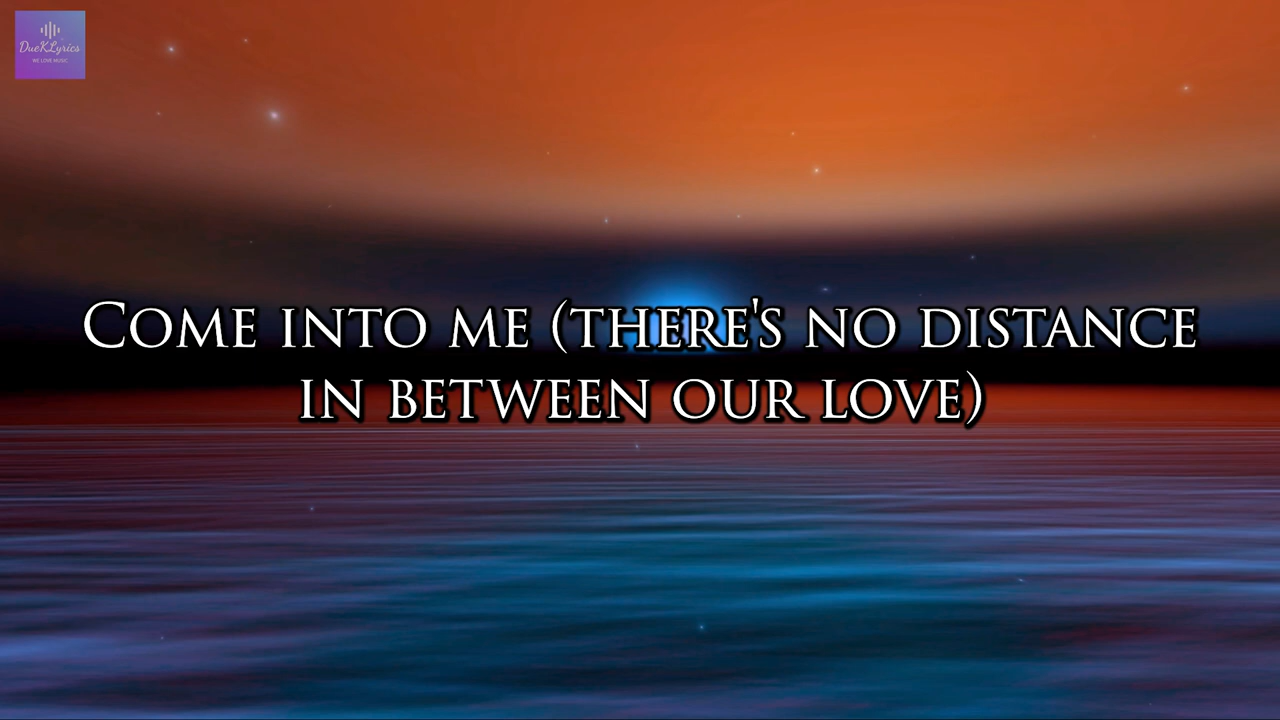 DueKLyrics
WE LOVE MUSIC
Come into me (there's no distance
in between our love)